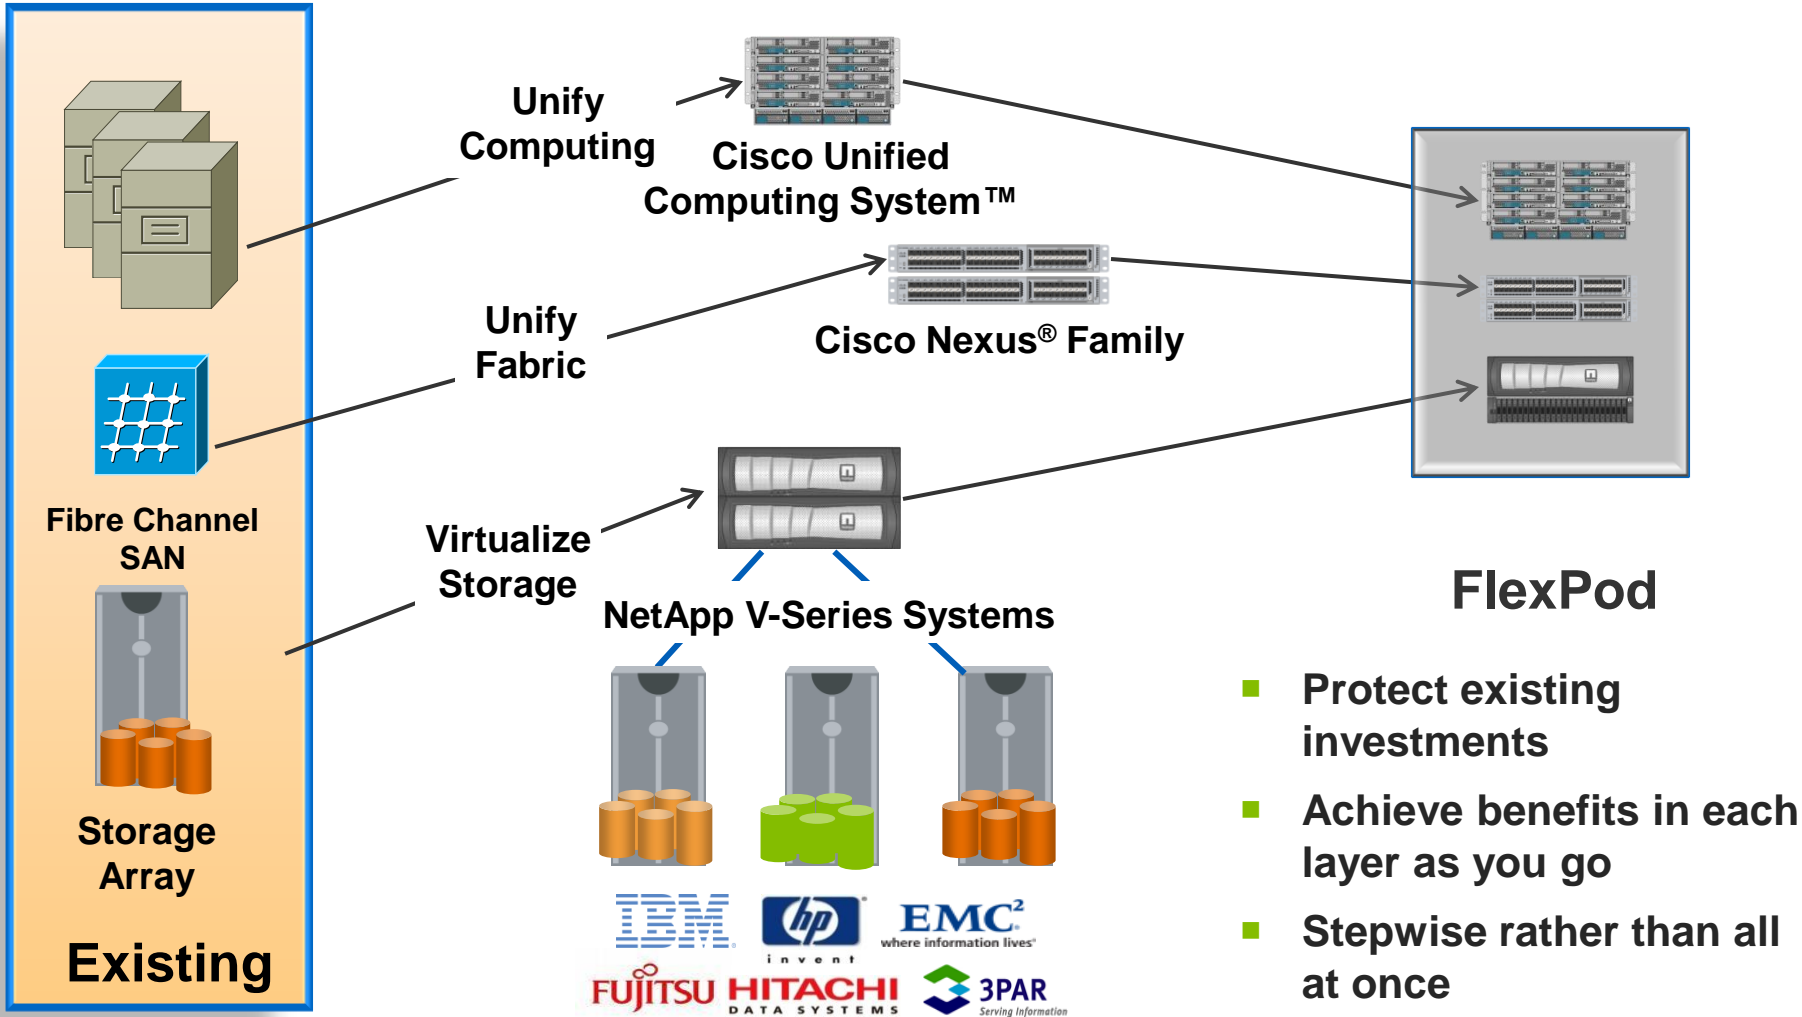 Unify
Computing
Cisco Unified
Computing System™
Unify
Fabric
Cisco Nexus® Family
Fibre Channel
SAN
Virtualize
Storage
NetApp V-Series Systems
Storage
Array
Existing
IBM
hp
invent
EMC²
where information lives®
FUJITSU
HITACHI
DATA SYSTEMS
3PAR
Serving Information
FlexPod
Protect existing
investments
Achieve benefits in each
layer as you go
Stepwise rather than all
at once